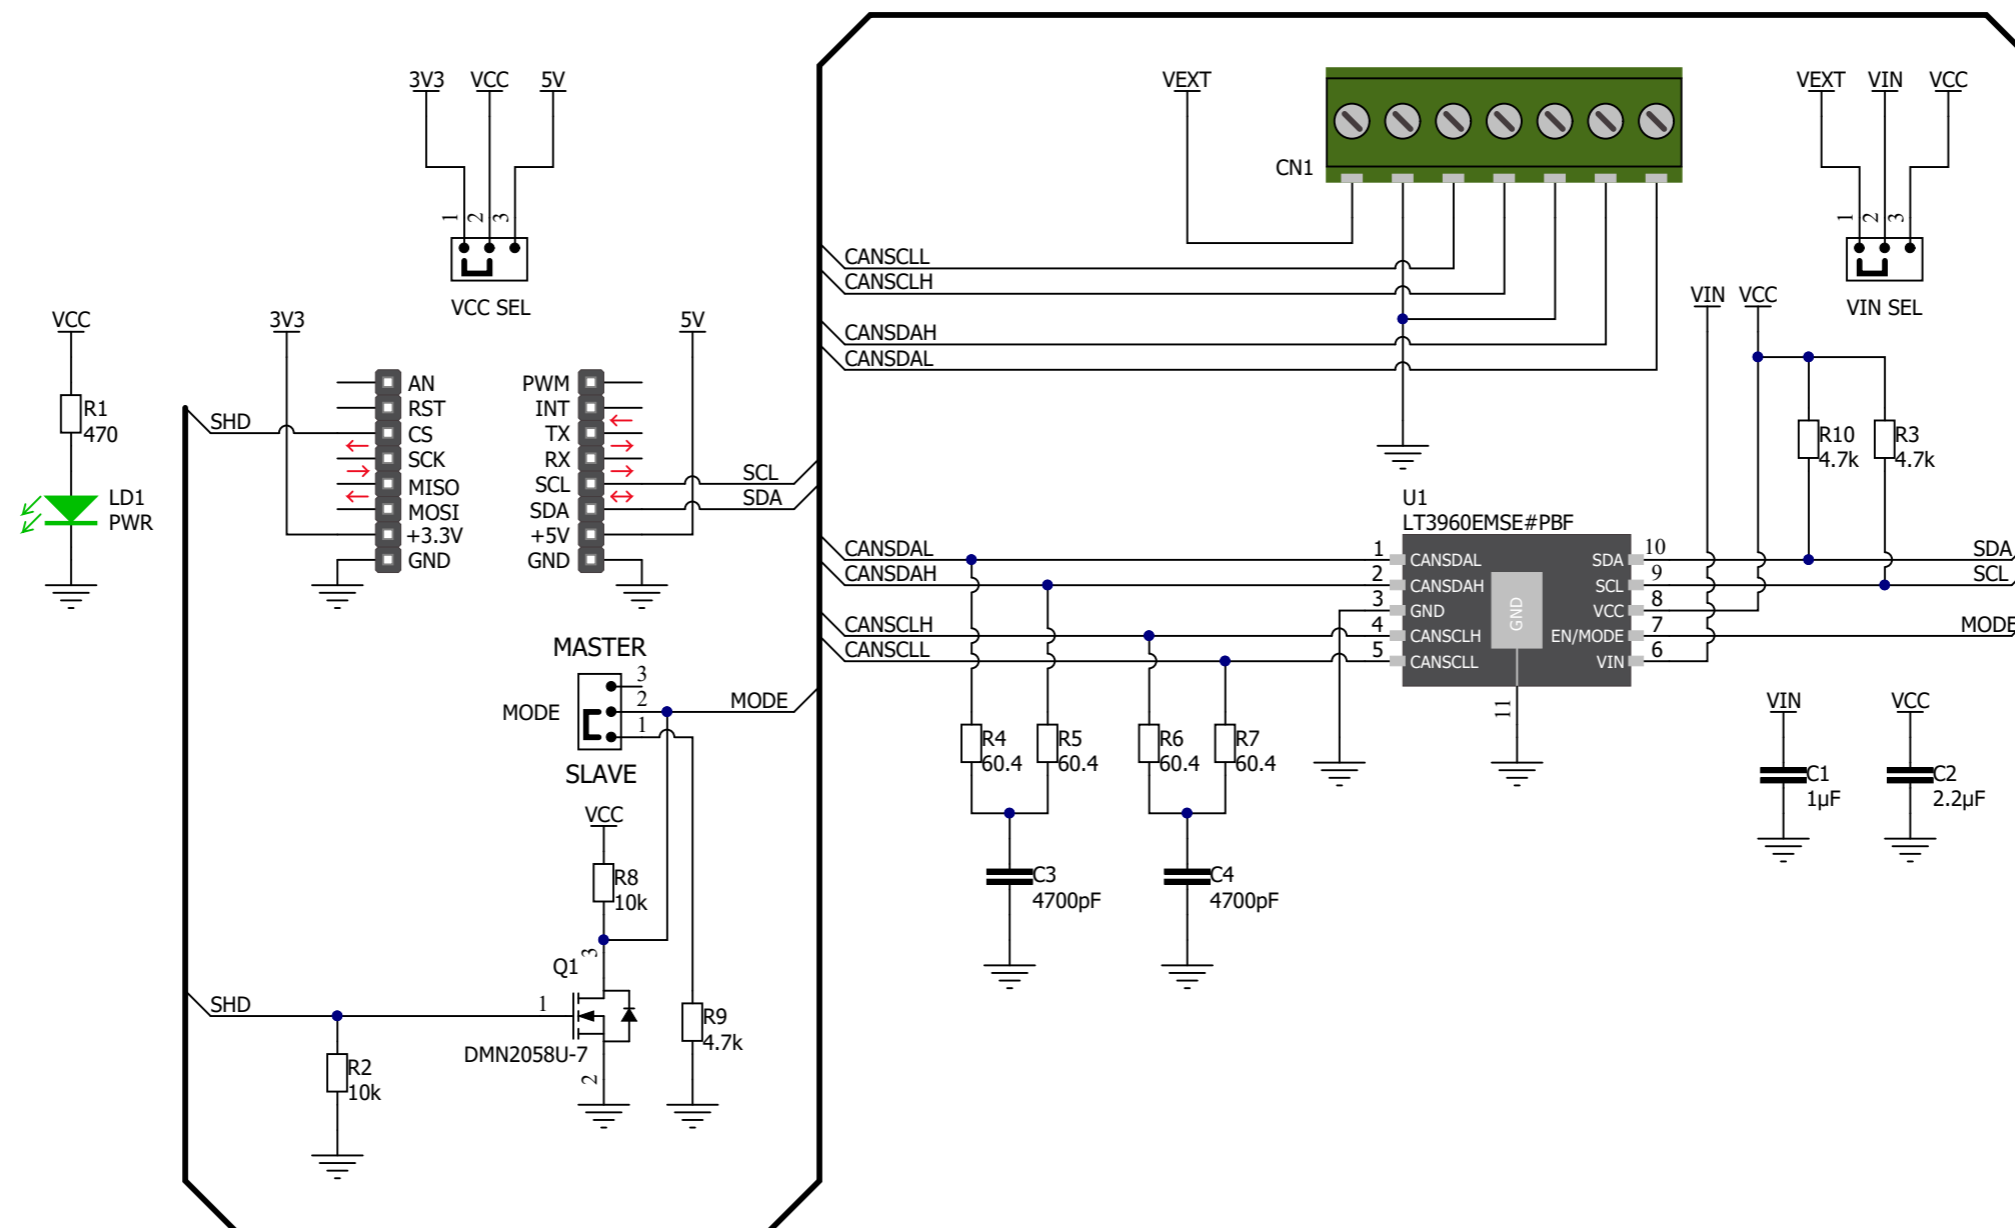 3V3 VCC 5V
1 2 3
VCC SEL
VEXT
CN1
VEXT VIN VCC
1 2 3
VIN SEL
CANSCLL
CANSCLH
CANSDAH
CANSDAL
VCC
R1
470
LD1
PWR
3V3
5V
SHD
AN
RST
CS
SCK
MISO
MOSI
+3.3V
GND
PWM
INT
TX
RX
SCL
SDA
+5V
GND
SCL
SDA
VIN VCC
R10
4.7k
R3
4.7k
U1
LT3960EMSE#PBF
CANSDAL
CANSDAH
CANSCLH
CANSCLL
1 CANSDAL
2 CANSDAH
3 GND
4 CANSCLH
5 CANSCLL
GND
11
SDA 10
SCL 9
VCC 8
EN/MODE 7
VIN 6
SDA
SCL
MODE
MASTER
MODE
3
2
1
SLAVE
MODE
R4
60.4
R5
60.4
R6
60.4
R7
60.4
C3
4700pF
C4
4700pF
VIN
C1
1µF
VCC
C2
2.2µF
VCC
R8
10k
3
Q1
1
DMN2058U-7
2
R9
4.7k
SHD
R2
10k